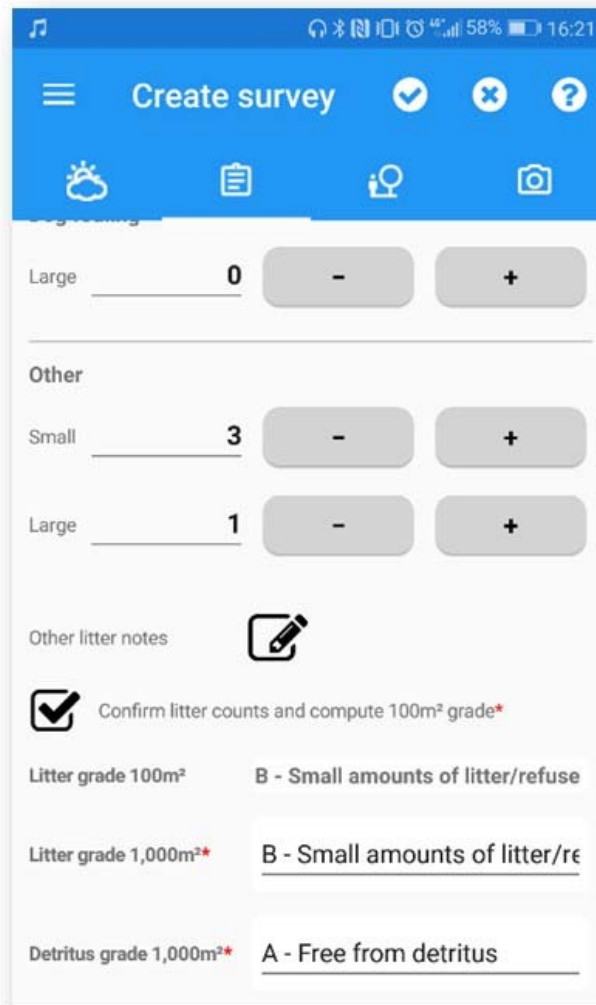 58% 16:21
Create survey
Large 0 - +
Other
Small 3 - +
Large 1 - +
Other litter notes
Confirm litter counts and compute 100m² grade*
Litter grade 100m² B - Small amounts of litter/refuse
Litter grade 1,000m²* B - Small amounts of litter/re
Detritus grade 1,000m²* A - Free from detritus